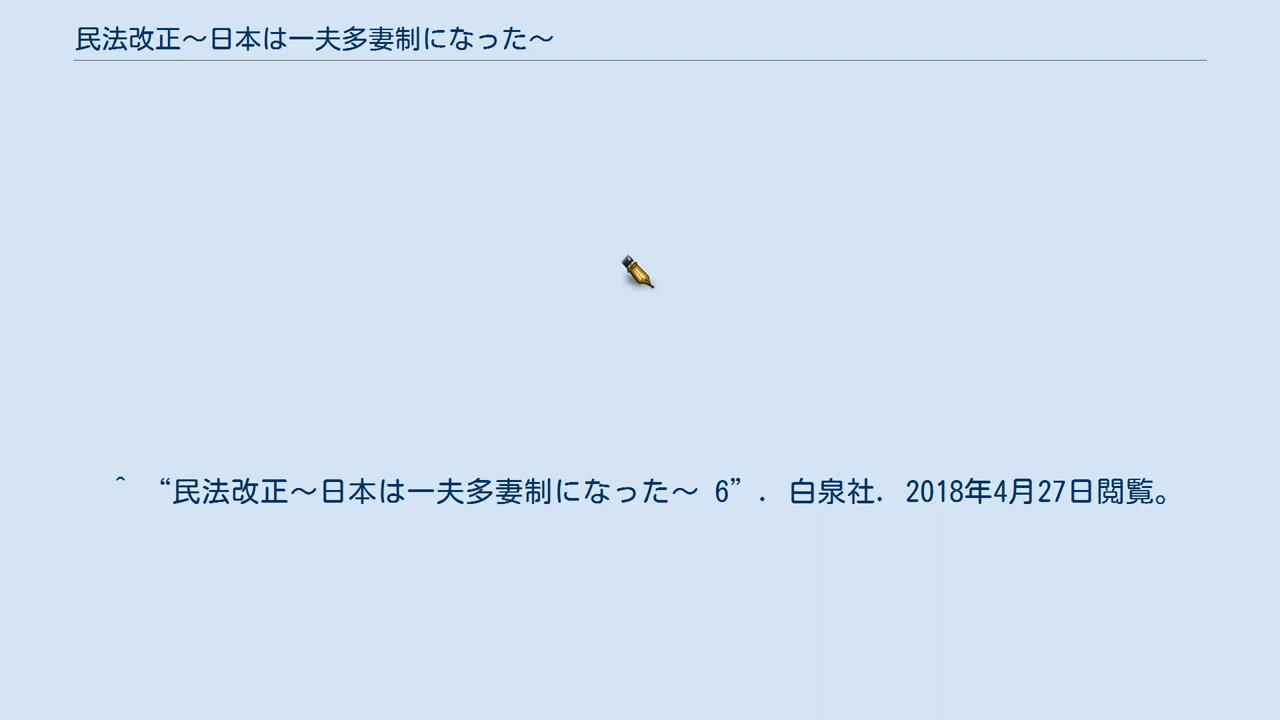 民法改正〜日本は一夫多妻制になった〜
^ “民法改正〜日本は一夫多妻制になった〜 6”. 白泉社. 2018年4月27日閲覧。